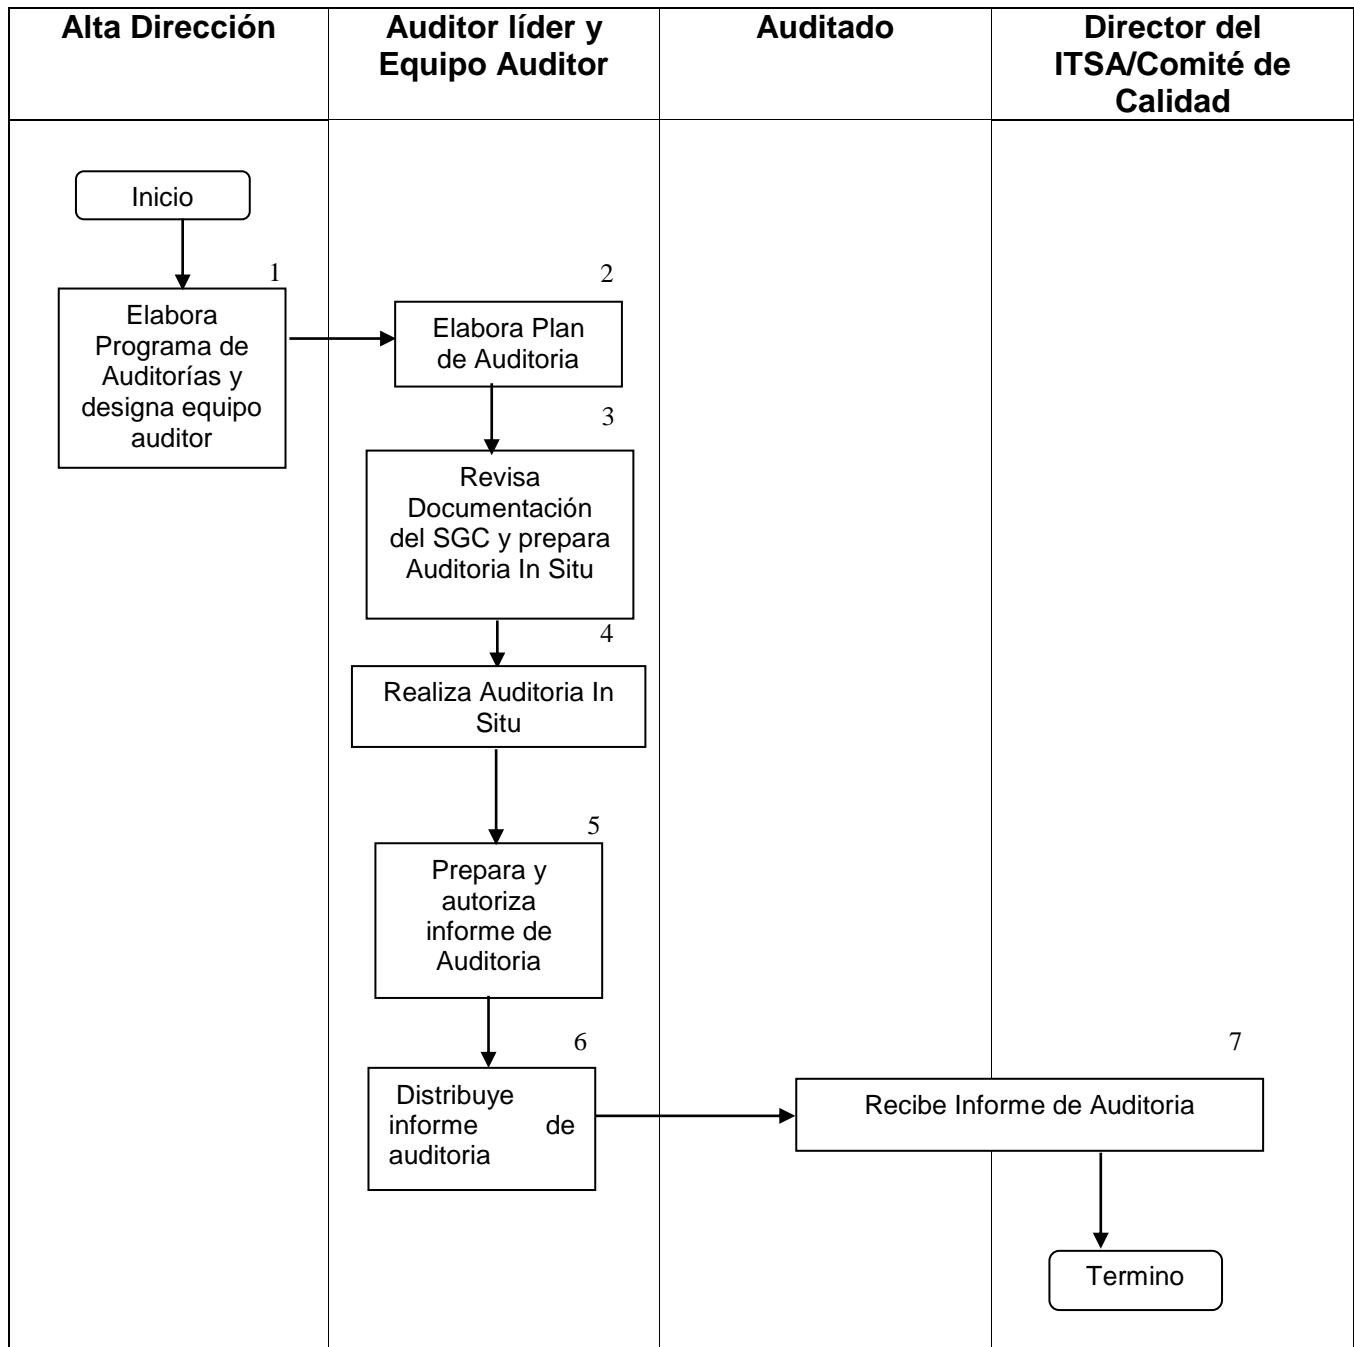 Alta Dirección
Auditor líder y
Equipo Auditor
Auditado
Director del
ITSA/Comité de
Calidad
Inicio
1
Elabora
Programa de
Auditorías y
designa equipo
auditor
2
Elabora Plan
de Auditoria
3
Revisa
Documentación
del SGC y prepara
Auditoria In Situ
4
Realiza Auditoria In
Situ
5
Prepara y
autoriza
informe de
Auditoria
6
Distribuye
informe de
auditoria
7
Recibe Informe de Auditoria
Termino